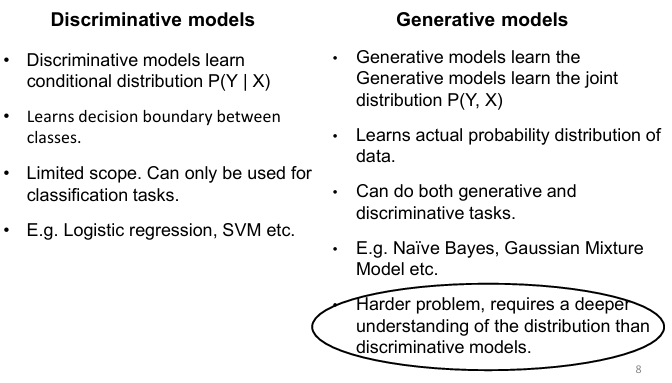 Discriminative models
• Discriminative models learn
conditional distribution P(Y | X)
• Learns decision boundary between
classes.
• Limited scope. Can only be used for
classification tasks.
• E.g. Logistic regression, SVM etc.
Generative models
• Generative models learn the
Generative models learn the joint
distribution P(Y, X)
• Learns actual probability distribution of
data.
• Can do both generative and
discriminative tasks.
• E.g. Naïve Bayes, Gaussian Mixture
Model etc.
• Harder problem, requires a deeper
understanding of the distribution than
discriminative models.
8